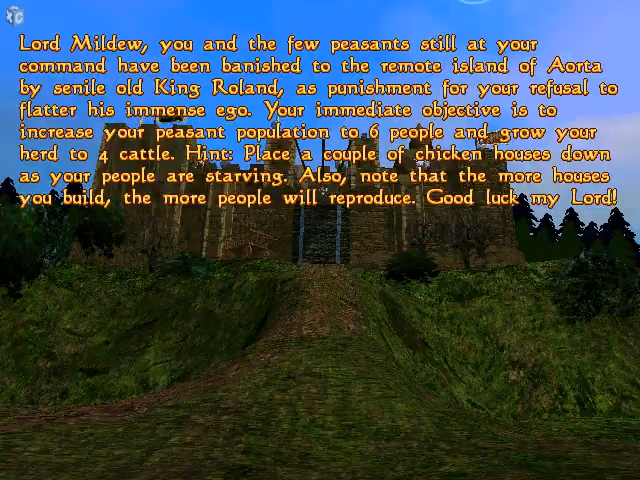 Lord Mildew, you and the few peasants still at your
command have been banished to the remote island of Aorta
by senile old King Roland, as punishment for your refusal to
flatter his immense ego. Your immediate objective is to
increase your peasant population to 6 people and grow your
herd to 4 cattle. Hint: Place a couple of chicken houses down
as your people are starving. Also, note that the more houses
you build, the more people will reproduce. Good luck my Lord!